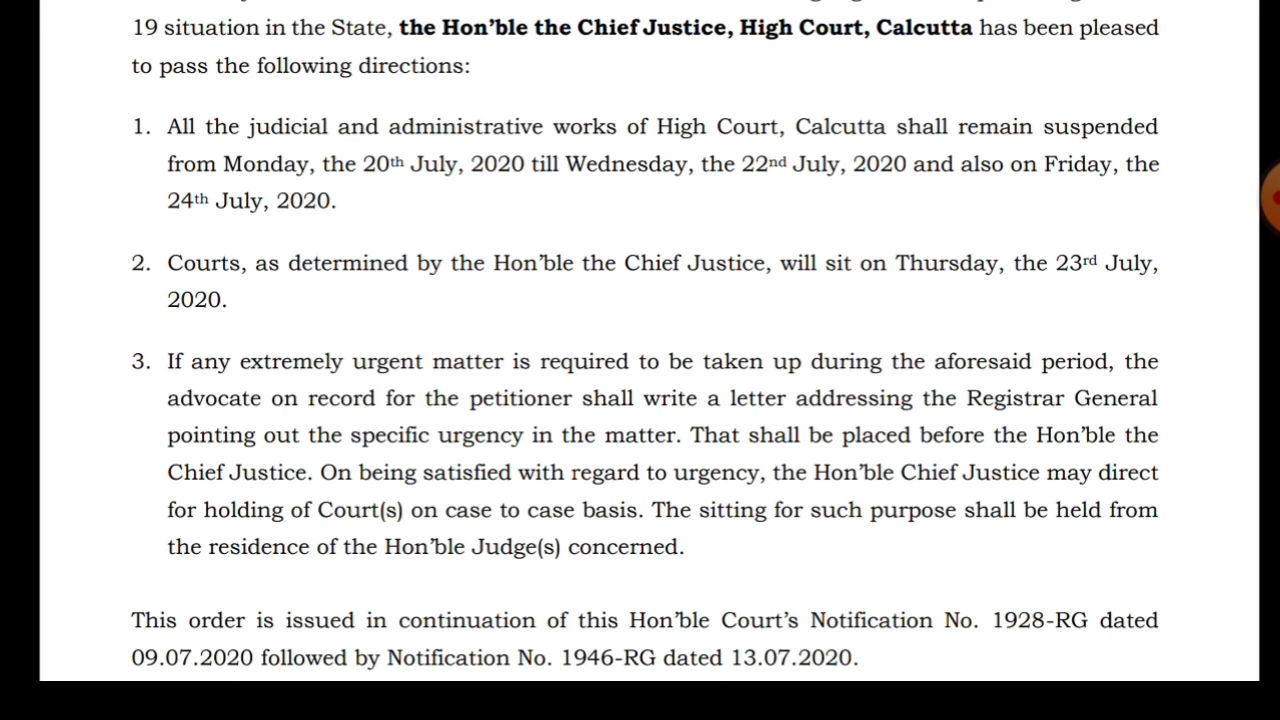 19 situation in the State, the Hon’ble the Chief Justice, High Court, Calcutta has been pleased
to pass the following directions:
1. All the judicial and administrative works of High Court, Calcutta shall remain suspended
from Monday, the 20th July, 2020 till Wednesday, the 22nd July, 2020 and also on Friday, the
24th July, 2020.
2. Courts, as determined by the Hon’ble the Chief Justice, will sit on Thursday, the 23rd July,
2020.
3. If any extremely urgent matter is required to be taken up during the aforesaid period, the
advocate on record for the petitioner shall write a letter addressing the Registrar General
pointing out the specific urgency in the matter. That shall be placed before the Hon’ble the
Chief Justice. On being satisfied with regard to urgency, the Hon’ble Chief Justice may direct
for holding of Court(s) on case to case basis. The sitting for such purpose shall be held from
the residence of the Hon’ble Judge(s) concerned.
This order is issued in continuation of this Hon’ble Court’s Notification No. 1928-RG dated
09.07.2020 followed by Notification No. 1946-RG dated 13.07.2020.